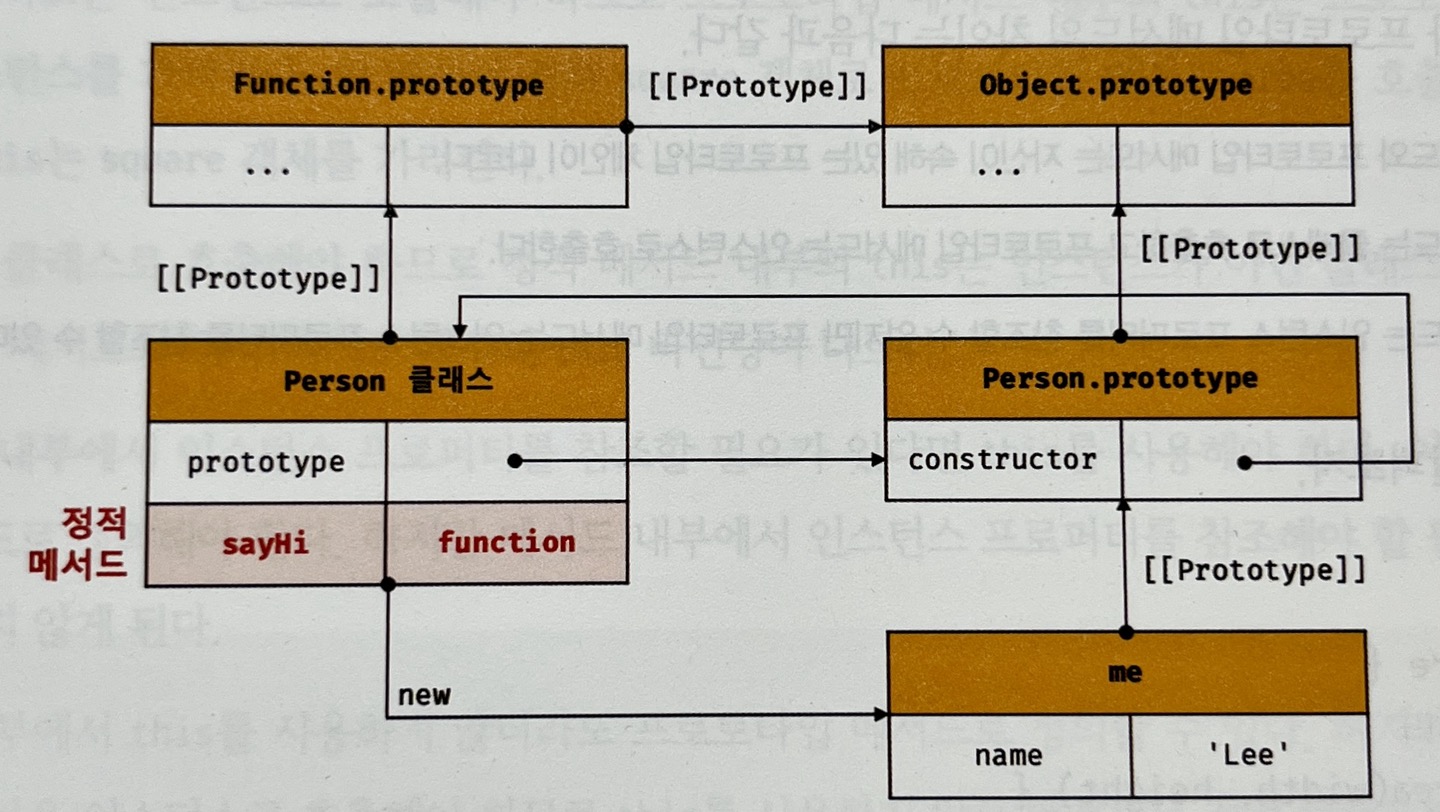 Function.prototype
[[Prototype]]
Object.prototype
...
...
[[Prototype]]
[[Prototype]]
Person 클래스
Person.prototype
prototype
constructor
정적
메서드
sayHi
function
[[Prototype]]
new
me
name
'Lee'